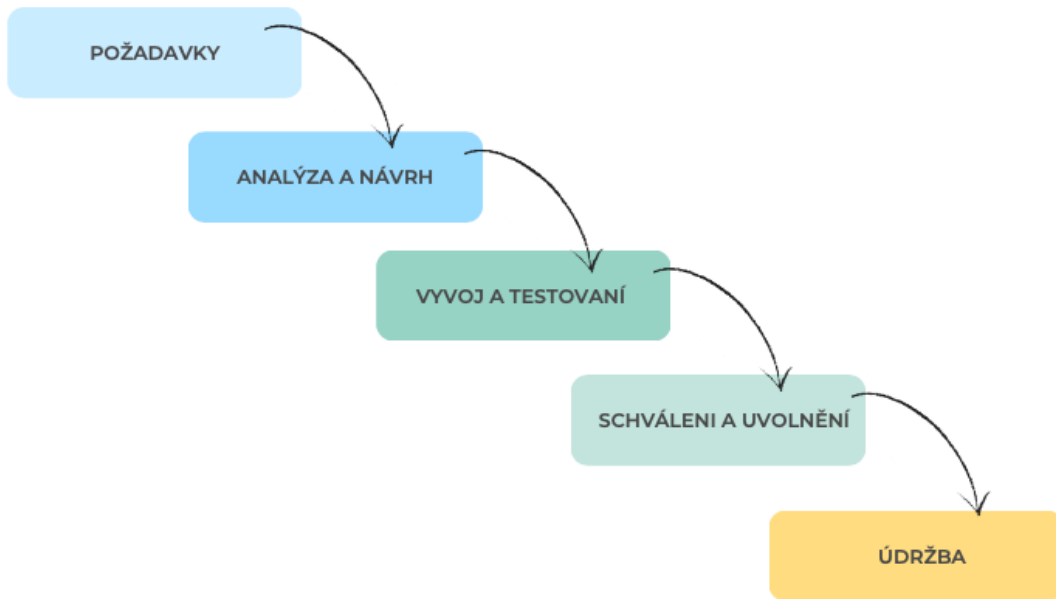 POŽADAVKY
ANALÝZA A NÁVRH
VYVOJ A TESTOVANÍ
SCHVÁLENI A UVOLNĚNÍ
ÚDRŽBA